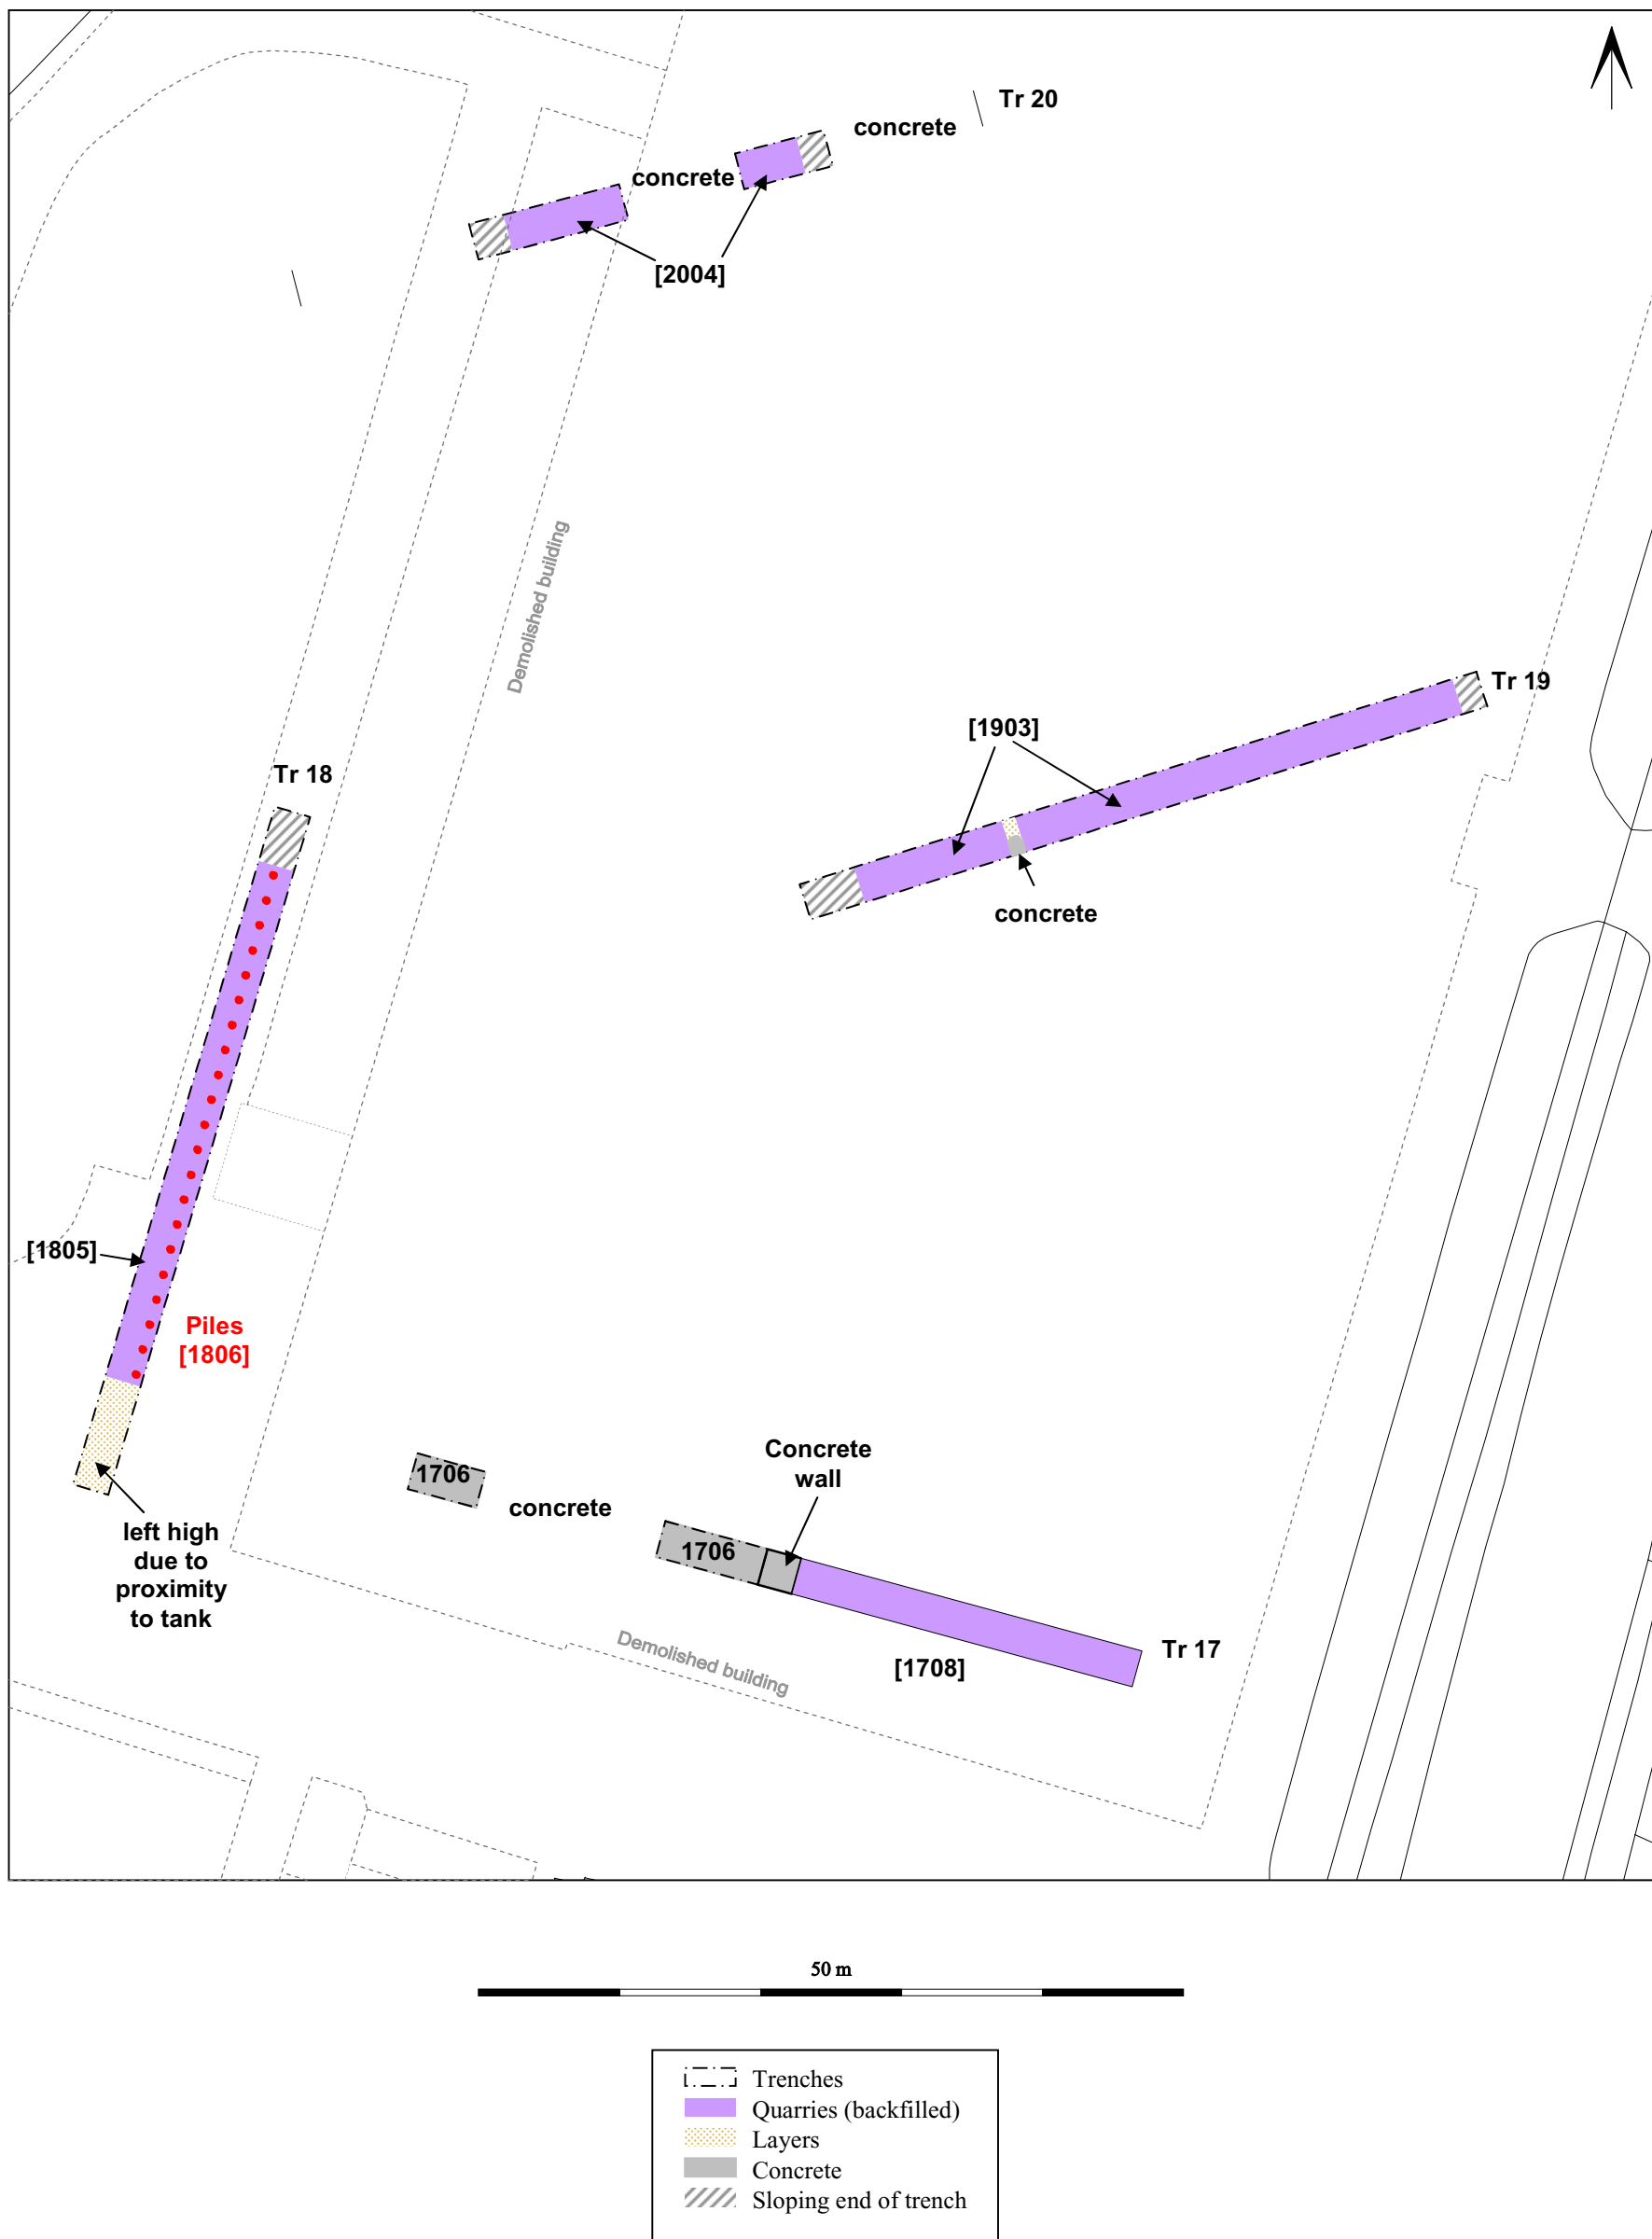 Tr 20
concrete
concrete
[2004]
Demolished building
Tr 19
[1903]
Tr 18
concrete
[1805]
Piles
[1806]
Concrete
wall
1706
concrete
left high
due to
proximity
to tank
1706
Demolished building
Tr 17
[1708]
50 m
Trenches
Quarries (backfilled)
Layers
Concrete
Sloping end of trench